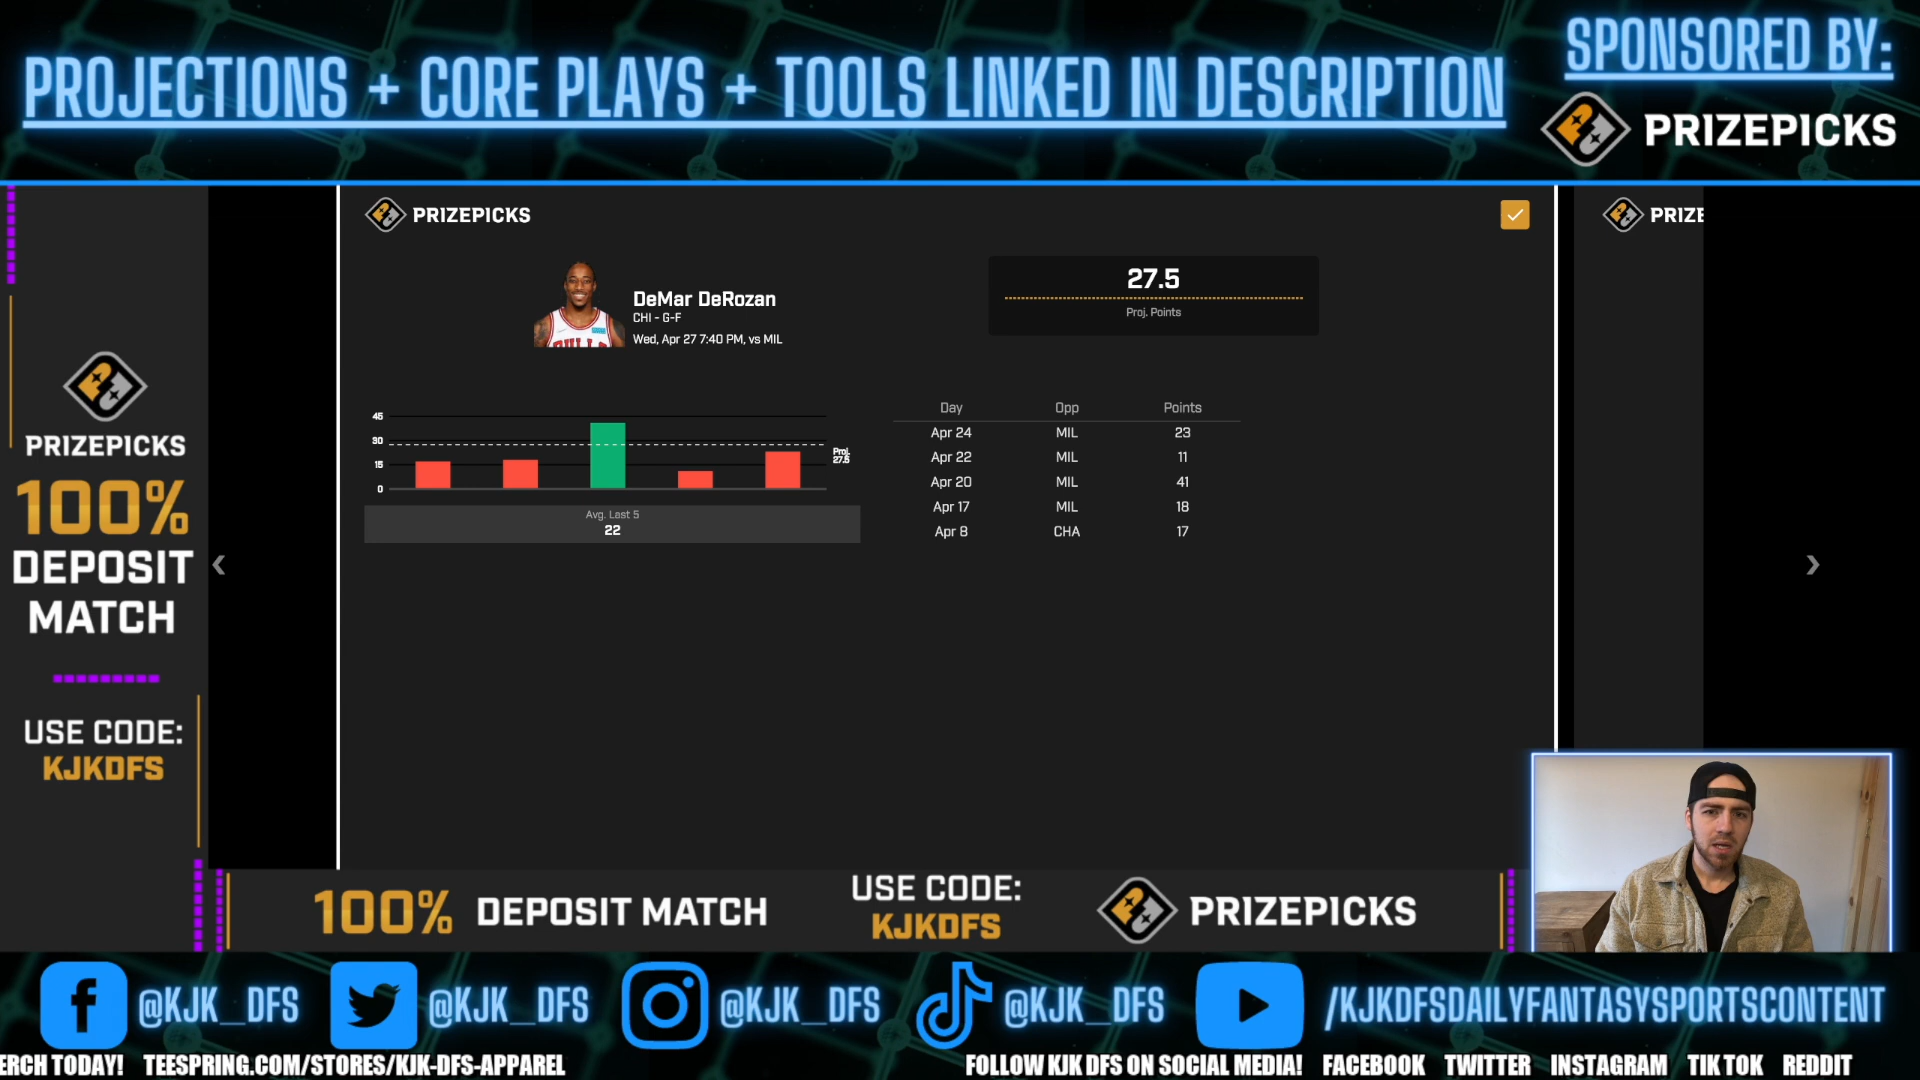 PROJECTIONS + CORE PLAYS + TOOLS LINKED IN DESCRIPTION
SPONSORED BY:
PRIZEPICKS
PRIZEPICKS
PRIZE
DeMar DeRozan
CHI - G-F
Wed, Apr 27 7:40 PM, vs MIL
27.5
Proj. Points
45
30
15
0
Proj.
27.5
Avg. Last 5
22
Day Opp Points
Apr 24 MIL 23
Apr 22 MIL 11
Apr 20 MIL 41
Apr 17 MIL 18
Apr 8 CHA 17
PRIZEPICKS
100%
DEPOSIT
MATCH
USE CODE:
KJKDFS
100% DEPOSIT MATCH
USE CODE:
KJKDFS
PRIZEPICKS
@KJK_DFS
@KJK_DFS
@KJK_DFS
@KJK_DFS
/KJKDFSDAILYFANTASYSPORTSCONTENT
ERCH TODAY! TEESPRING.COM/STORES/KJK-DFS-APPAREL FOLLOW KJK DFS ON SOCIAL MEDIA! FACEBOOK TWITTER INSTAGRAM TIK TOK REDDIT